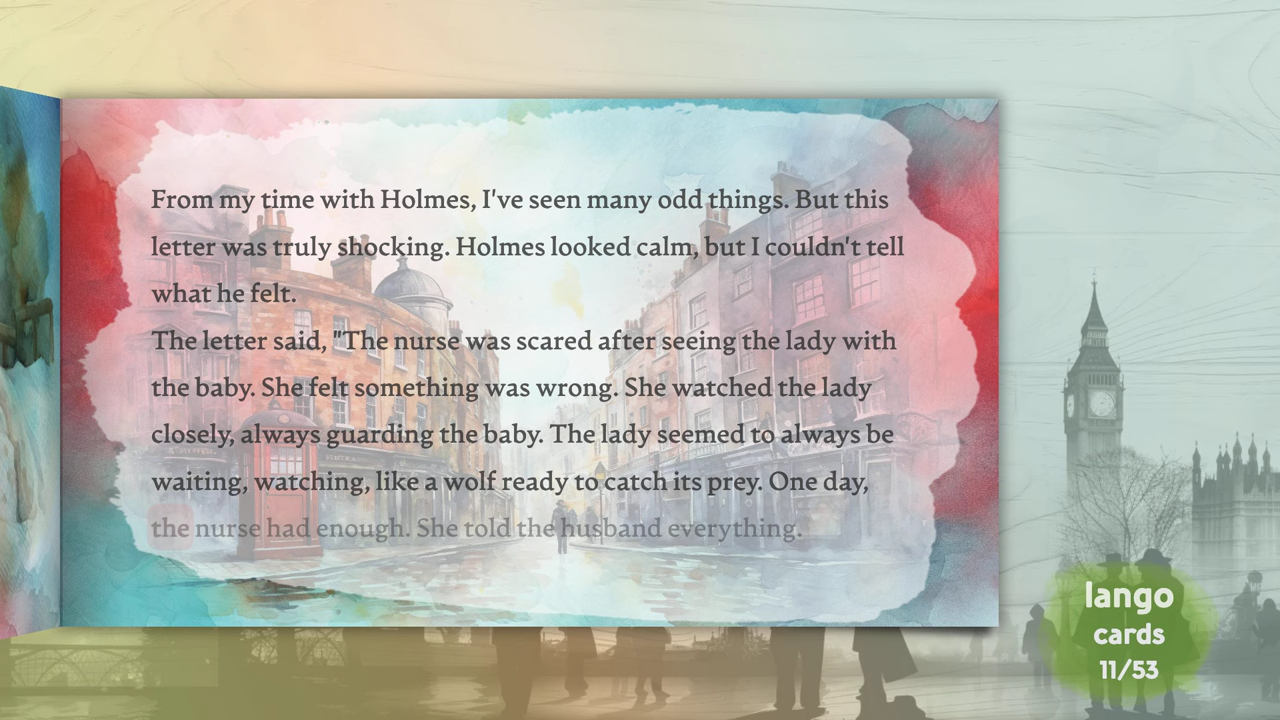 From my time with Holmes, I've seen many odd things. But this
letter was truly shocking. Holmes looked calm, but I couldn't tell
what he felt.
The letter said, "The nurse was scared after seeing the lady with
the baby. She felt something was wrong. She watched the lady
closely, always guarding the baby. The lady seemed to always be
waiting, watching, like a wolf ready to catch its prey. One day,
the nurse had enough. She told the husband everything.
lango
cards
11/53